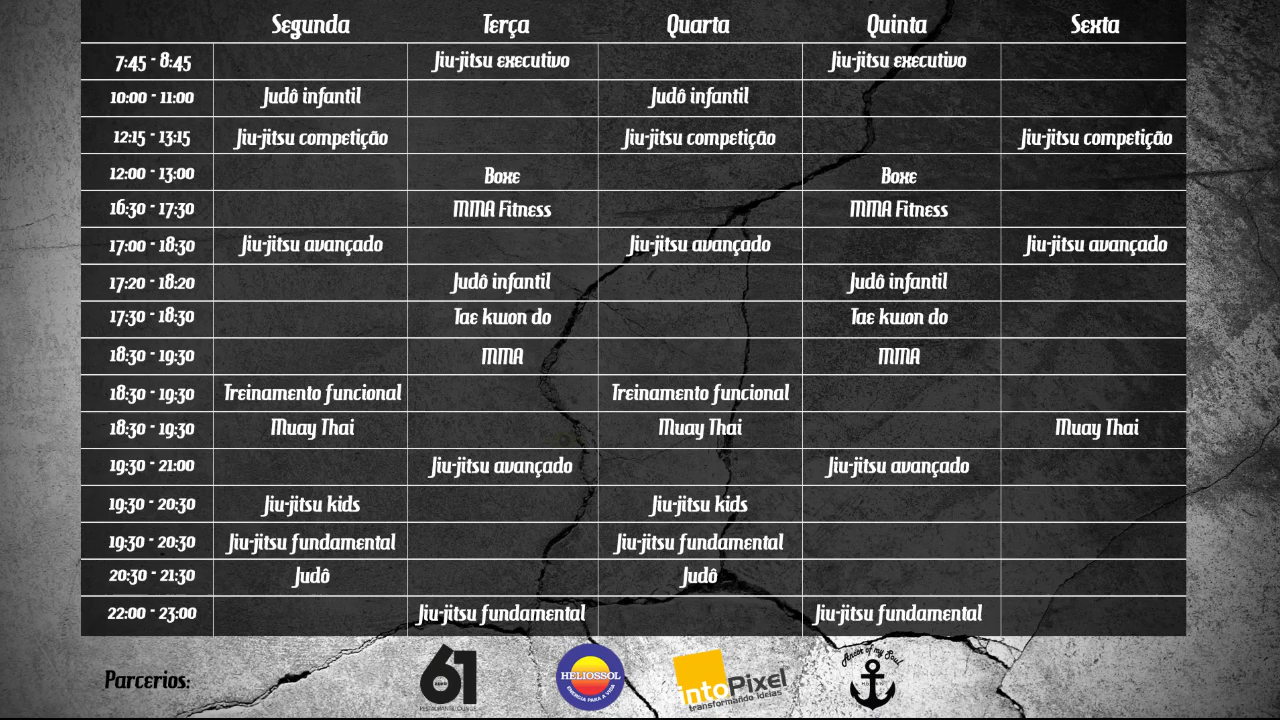 Segunda Terça Quarta Quinta Sexta
7:45 - 8:45 Jiu-jitsu executivo Jiu-jitsu executivo
10:00 - 11:00 Judô infantil Judô infantil
12:15 - 13:15 Jiu-jitsu competição Jiu-jitsu competição Jiu-jitsu competição
12:00 - 13:00 Boxe Boxe
16:30 - 17:30 MMA Fitness MMA Fitness
17:00 - 18:30 Jiu-jitsu avançado Jiu-jitsu avançado Jiu-jitsu avançado
17:20 - 18:20 Judô infantil Judô infantil
17:30 - 18:30 Tae kwon do Tae kwon do
18:30 - 19:30 MMA MMA
18:30 - 19:30 Treinamento funcional Treinamento funcional
18:30 - 19:30 Muay Thai Muay Thai Muay Thai
19:30 - 21:00 Jiu-jitsu avançado Jiu-jitsu avançado
19:30 - 20:30 Jiu-jitsu kids Jiu-jitsu kids
19:30 - 20:30 Jiu-jitsu fundamental Jiu-jitsu fundamental
20:30 - 21:30 Judô Judô
22:00 - 23:00 Jiu-jitsu fundamental Jiu-jitsu fundamental
Parcerios:
61
HELIOSSOL
ENERGIA PARA A VIDA
intoPixel
transformando ideias
Ancor of my Soul